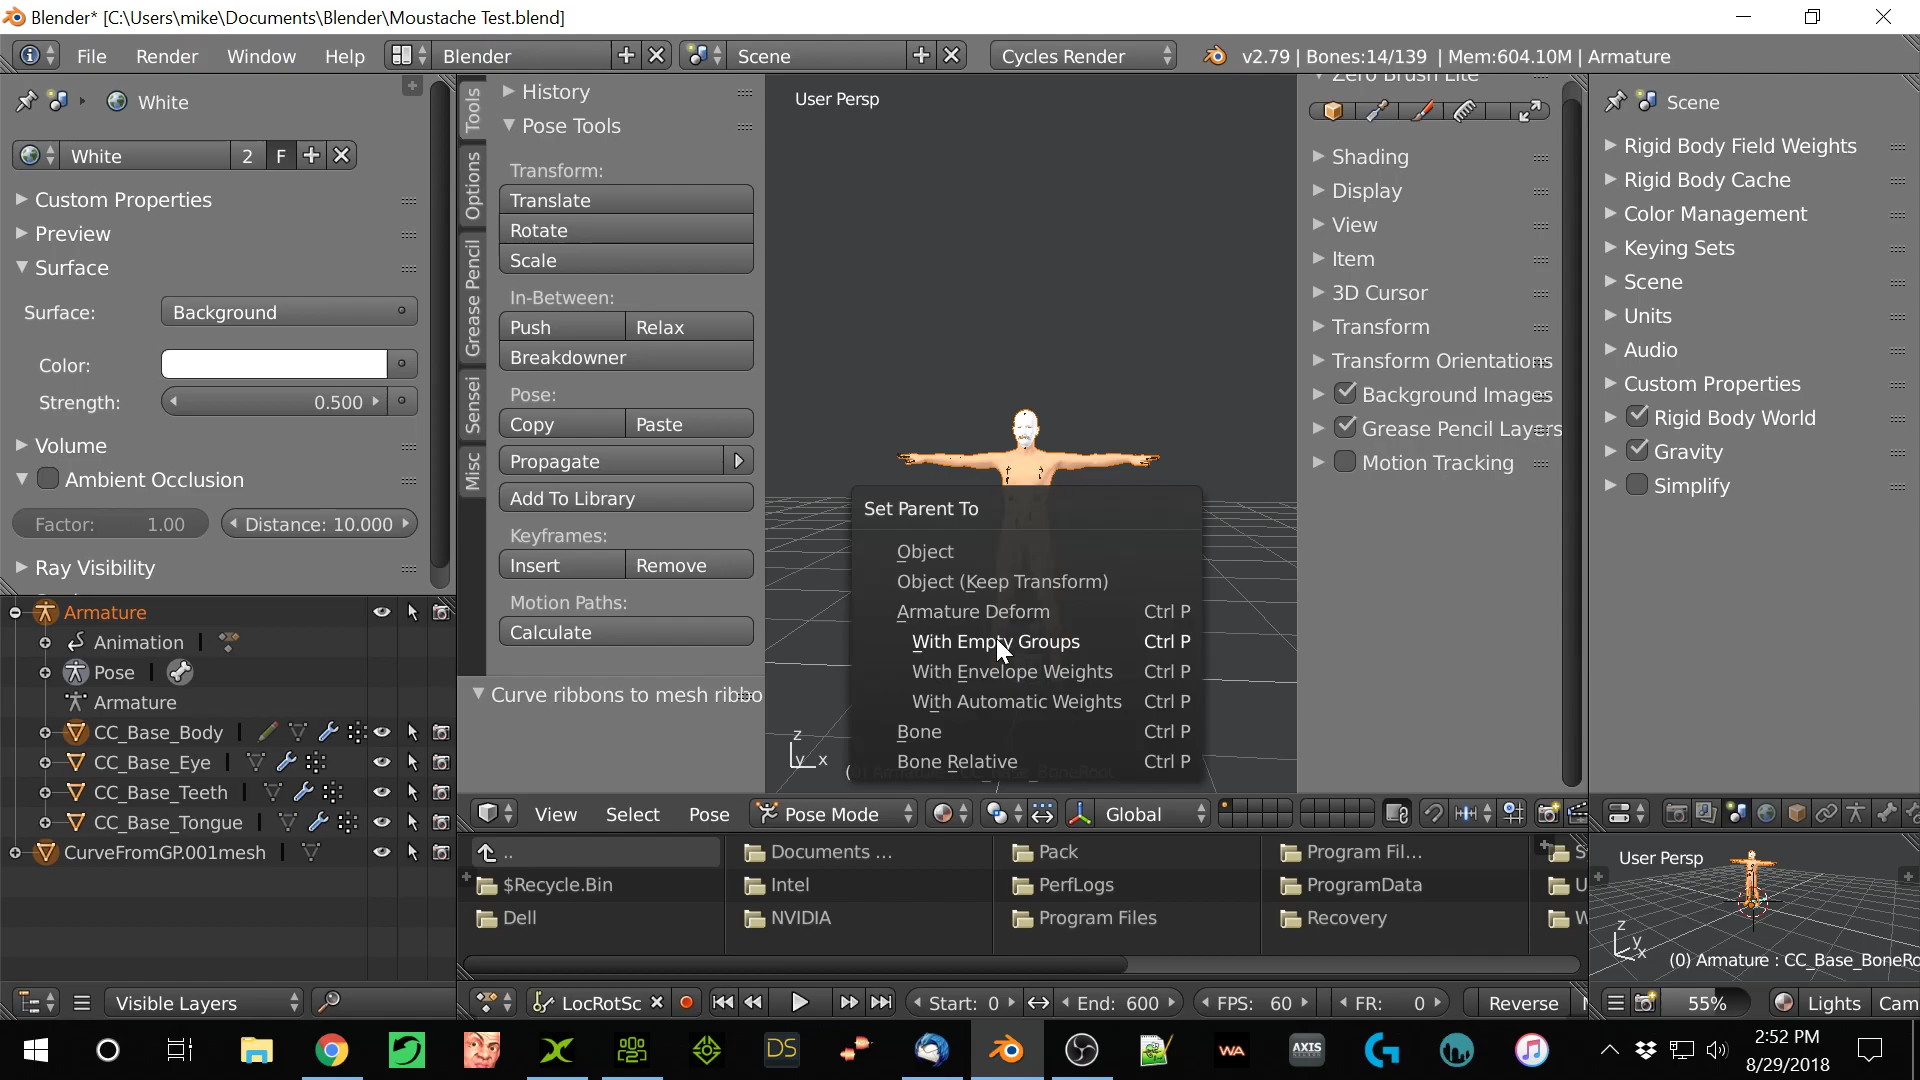 Blender* [C:\Users\mike\Documents\Blender\Moustache Test.blend]
File Render Window Help Blender Scene Cycles Render v2.79 | Bones:14/139 | Mem:604.10M | Armature
White
White 2 F
Custom Properties
Preview
Surface
Surface: Background
Color:
Strength: 0.500
Volume
Ambient Occlusion
Factor: 1.00 Distance: 10.000
Ray Visibility
Armature
Animation
Pose
Armature
CC_Base_Body
CC_Base_Eye
CC_Base_Teeth
CC_Base_Tongue
CurveFromGP.001mesh
Visible Layers
Tools
Options
Grease Pencil
Sensei
Misc
History
Pose Tools
Transform:
Translate
Rotate
Scale
In-Between:
Push Relax
Breakdowner
Pose:
Copy Paste
Propagate
Add To Library
Keyframes:
Insert Remove
Motion Paths:
Calculate
Curve ribbons to mesh ribbo
User Persp
Set Parent To
Object
Object (Keep Transform)
Armature Deform Ctrl P
With Empty Groups Ctrl P
With Envelope Weights Ctrl P
With Automatic Weights Ctrl P
Bone Ctrl P
Bone Relative Ctrl P
z
y x
View Select Pose Pose Mode Global
Zero Brush Lite
Shading
Display
View
Item
3D Cursor
Transform
Transform Orientations
Background Images
Grease Pencil Layers
Motion Tracking
Scene
Rigid Body Field Weights
Rigid Body Cache
Color Management
Keying Sets
Scene
Units
Audio
Custom Properties
Rigid Body World
Gravity
Simplify
.. Documents ... Pack Program Fil...
$Recycle.Bin Intel PerfLogs ProgramData
Dell NVIDIA Program Files Recovery
User Persp
z
y
x
(0) Armature : CC_Base_BoneRo
LocRotSc Start: 0 End: 600 FPS: 60 FR: 0 Reverse
55% Lights Cam
DS WA AXIS
2:52 PM
8/29/2018